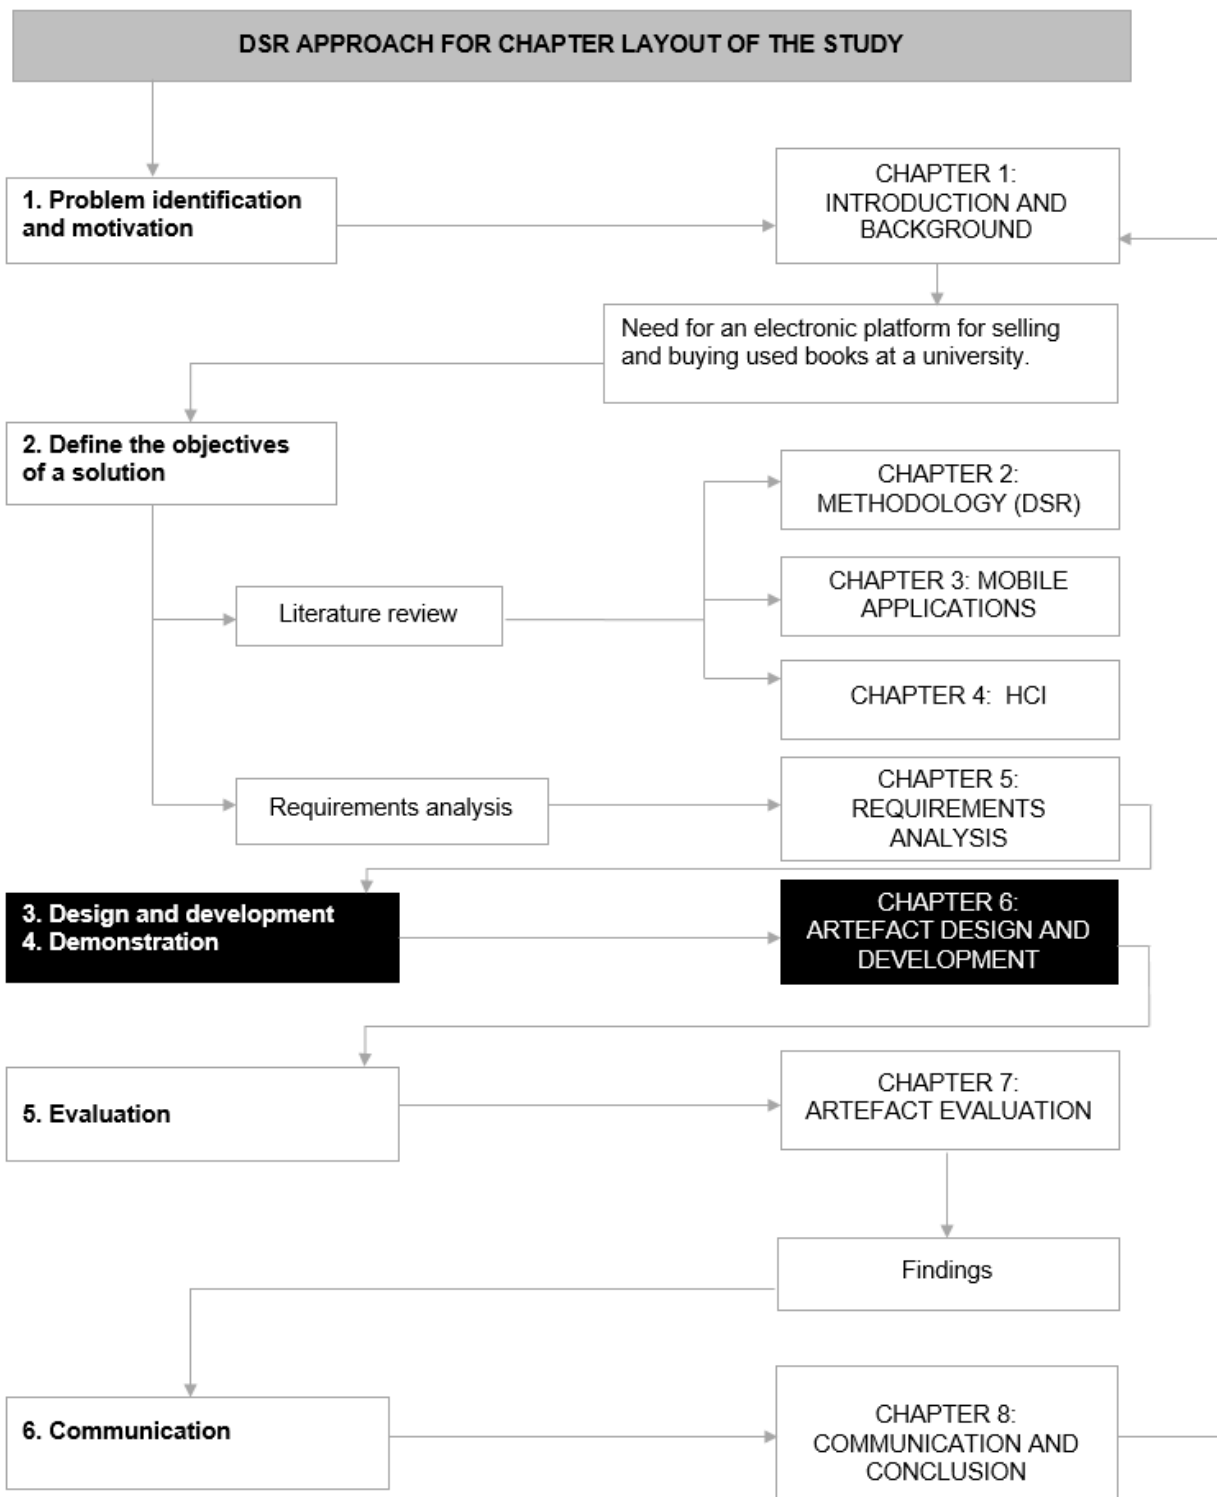 DSR APPROACH FOR CHAPTER LAYOUT OF THE STUDY
1. Problem identification
and motivation
CHAPTER 1:
INTRODUCTION AND
BACKGROUND
Need for an electronic platform for selling
and buying used books at a university.
2. Define the objectives
of a solution
CHAPTER 2:
METHODOLOGY (DSR)
Literature review
CHAPTER 3: MOBILE
APPLICATIONS
CHAPTER 4: HCI
Requirements analysis
CHAPTER 5:
REQUIREMENTS
ANALYSIS
3. Design and development
4. Demonstration
CHAPTER 6:
ARTEFACT DESIGN AND
DEVELOPMENT
5. Evaluation
CHAPTER 7:
ARTEFACT EVALUATION
Findings
6. Communication
CHAPTER 8:
COMMUNICATION AND
CONCLUSION